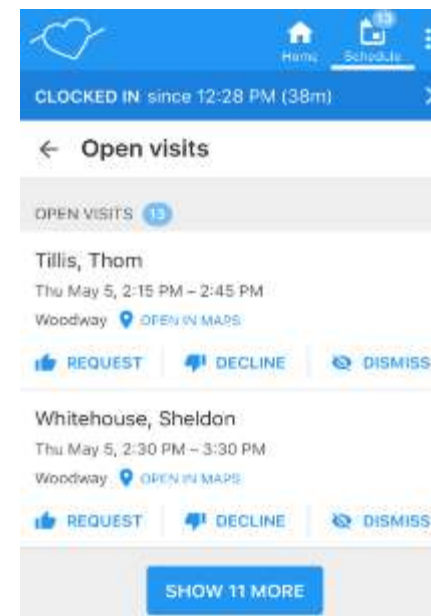 13
Home Schedule
CLOCKED IN since 12:28 PM (38m)
Open visits
OPEN VISITS 13
Tillis, Thom
Thu May 5, 2:15 PM – 2:45 PM
Woodway OPEN IN MAPS
REQUEST DECLINE DISMISS
Whitehouse, Sheldon
Thu May 5, 2:30 PM – 3:30 PM
Woodway OPEN IN MAPS
REQUEST DECLINE DISMISS
SHOW 11 MORE